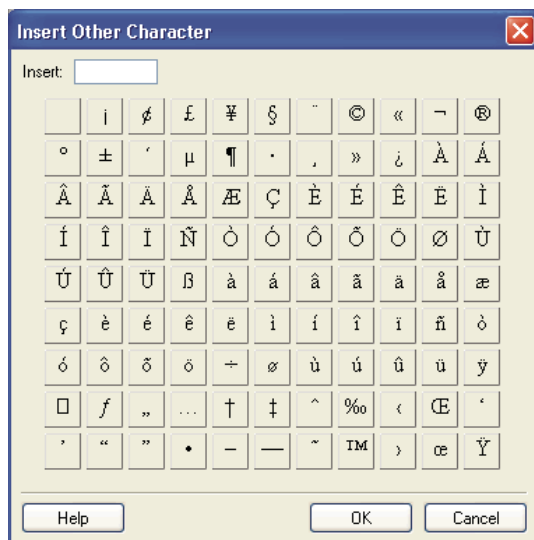 Insert Other Character
Insert:
¡ ¢ £ ¥ § ¨ © « ¬ ®
° ± ´ µ ¶ · ¸ » ¿ À Á
Â Ã Ä Å Æ Ç È É Ê Ë Ì
Í Î Ï Ñ Ò Ó Ô Õ Ö Ø Ù
Ú Û Ü ß à á â ã ä å æ
ç è é ê ë ì í î ï ñ ò
ó ô õ ö ÷ ø ù ú û ü ÿ
□ ƒ „ … † ‡ ˆ ‰ ‹ Œ ‘
’ “ ” • – — ˜ ™ › œ Ÿ
Help OK Cancel